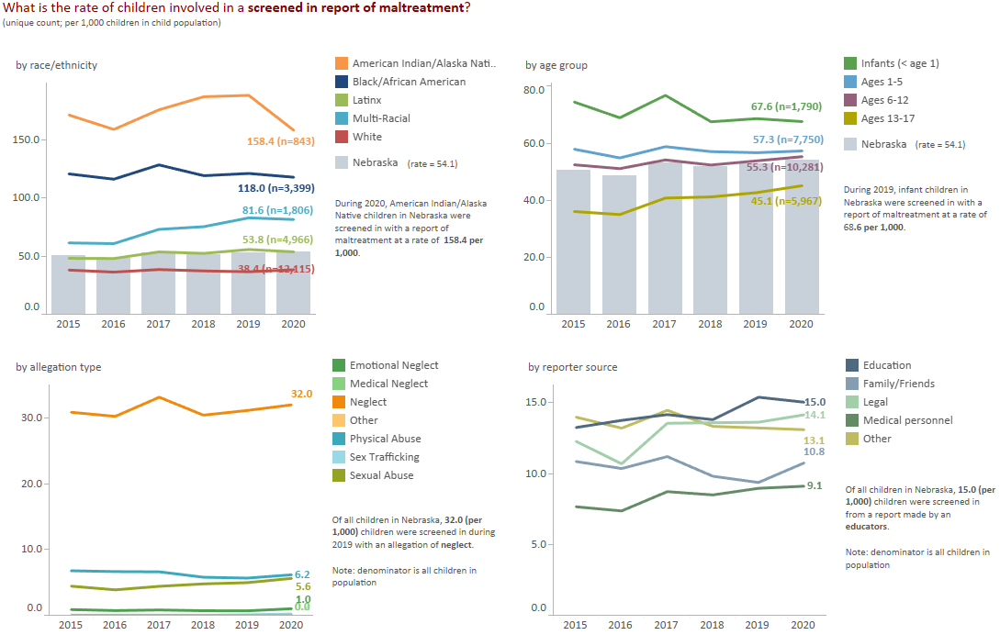 What is the rate of children involved in a screened in report of maltreatment?
(unique count; per 1,000 children in child population)
by race/ethnicity
150.0
100.0
50.0
0.0
158.4 (n=843)
118.0 (n=3,399)
81.6 (n=1,806)
53.8 (n=4,966)
38.4 (n=12,115)
2015 2016 2017 2018 2019 2020
American Indian/Alaska Nati..
Black/African American
Latinx
Multi-Racial
White
Nebraska (rate = 54.1)
During 2020, American Indian/Alaska
Native children in Nebraska were
screened in with a report of
maltreatment at a rate of 158.4 per
1,000.
by age group
80.0
60.0
40.0
20.0
0.0
67.6 (n=1,790)
57.3 (n=7,750)
55.3 (n=10,281)
45.1 (n=5,967)
2015 2016 2017 2018 2019 2020
Infants (< age 1)
Ages 1-5
Ages 6-12
Ages 13-17
Nebraska (rate = 54.1)
During 2019, infant children in
Nebraska were screened in with a
report of maltreatment at a rate of
68.6 per 1,000.
by allegation type
30.0
20.0
10.0
0.0
32.0
6.2
5.6
1.0
2015 2016 2017 2018 2019 2020
Emotional Neglect
Medical Neglect
Neglect
Other
Physical Abuse
Sex Trafficking
Sexual Abuse
Of all children in Nebraska, 32.0 (per
1,000) children were screened in during
2019 with an allegation of neglect.
Note: denominator is all children in
population
by reporter source
15.0
10.0
5.0
0.0
15.0
14.1
13.1
10.8
9.1
2015 2016 2017 2018 2019 2020
Education
Family/Friends
Legal
Medical personnel
Other
Of all children in Nebraska, 15.0 (per
1,000) children were screened in
from a report made by an
educators.
Note: denominator is all children in
population